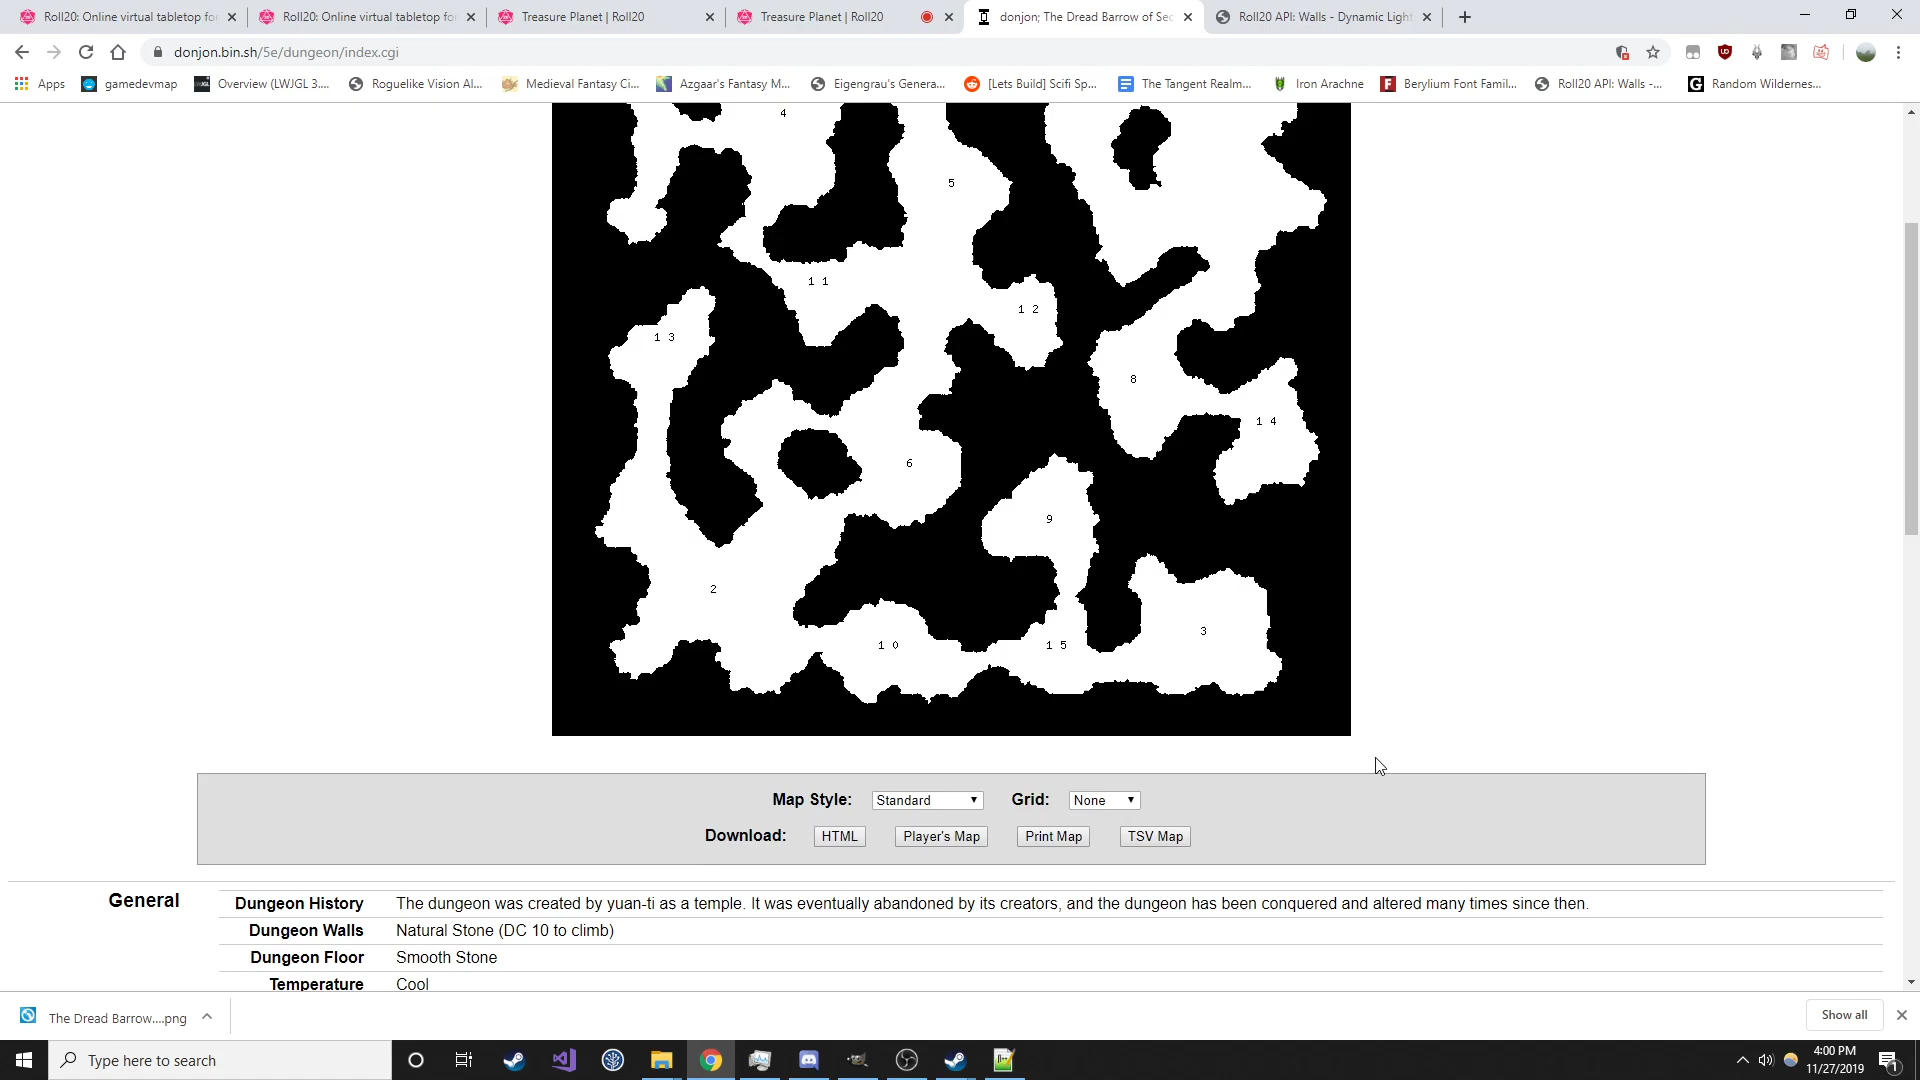 Roll20: Online virtual tabletop fo
Roll20: Online virtual tabletop fo
Treasure Planet | Roll20
Treasure Planet | Roll20
donjon; The Dread Barrow of Sec
Roll20 API: Walls - Dynamic Light
donjon.bin.sh/5e/dungeon/index.cgi
Apps
gamedevmap
Overview (LWJGL 3....
Roguelike Vision Al...
Medieval Fantasy Ci...
Azgaar's Fantasy M...
Eigengrau's Genera...
[Lets Build] Scifi Sp...
The Tangent Realm...
Iron Arachne
Berylium Font Famil...
Roll20 API: Walls -...
Random Wildernes...
4
5
1 1
1 2
1 3
8
1 4
6
9
2
3
1 0
1 5
Map Style: Standard Grid: None
Download: HTML Player's Map Print Map TSV Map
General
Dungeon History The dungeon was created by yuan-ti as a temple. It was eventually abandoned by its creators, and the dungeon has been conquered and altered many times since then.
Dungeon Walls Natural Stone (DC 10 to climb)
Dungeon Floor Smooth Stone
Temperature Cool
The Dread Barrow....png
Show all
Type here to search
4:00 PM
11/27/2019
1